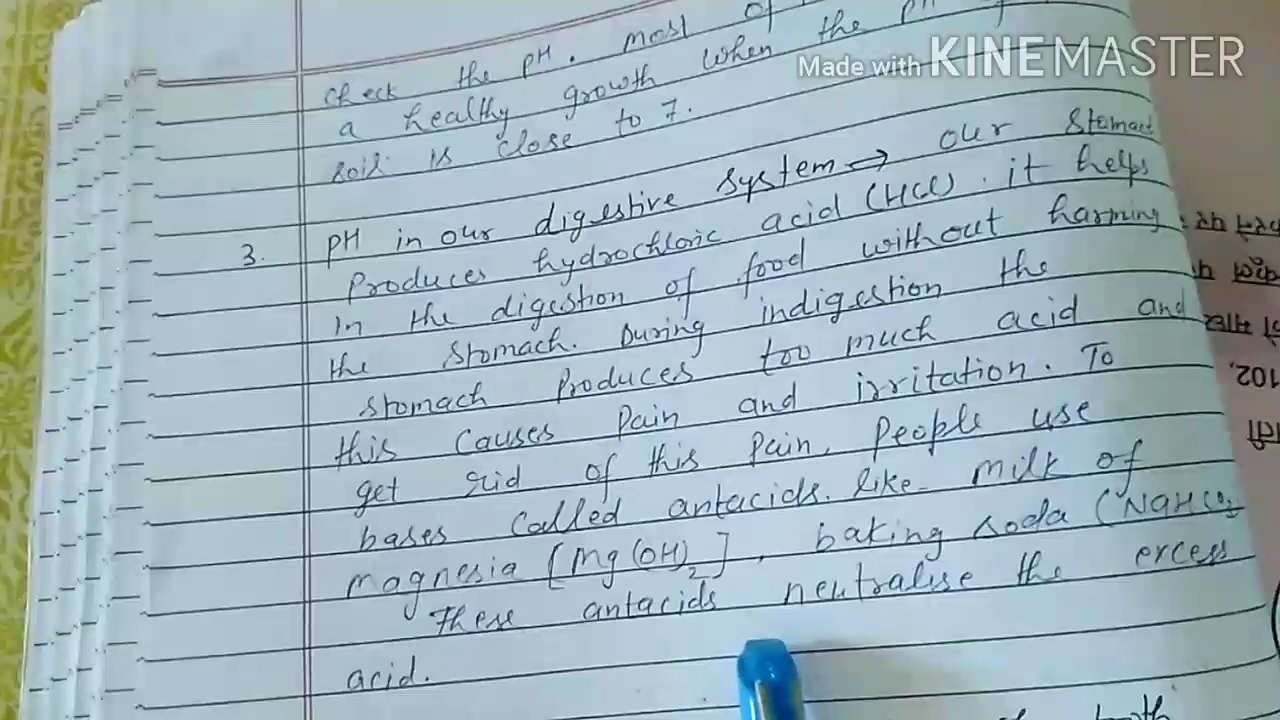 Made with KINEMASTER
check the pH. most of
a healthy growth when the pH
soil is close to 7.
3. pH in our digestive system → our stomach
produces hydrochloric acid (HCl). it helps
in the digestion of food without harming
the stomach. During indigestion the
stomach produces too much acid and
this causes pain and irritation. To
get rid of this pain, people use
bases called antacids. like - milk of
magnesia [Mg(OH)₂], baking soda (NaHCO₃
These antacids neutralise the excess
acid.
102.